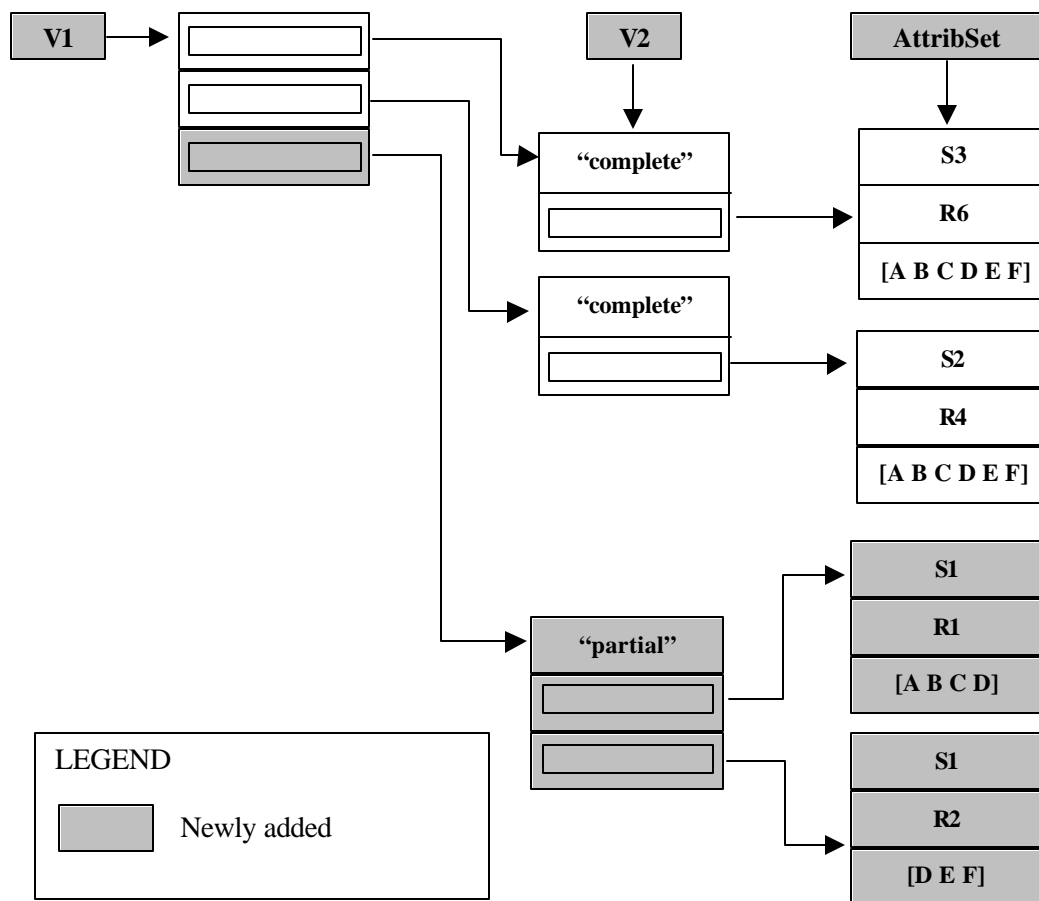 V1
V2
AttribSet
“complete”
S3
R6
[A B C D E F]
“complete”
S2
R4
[A B C D E F]
S1
R1
[A B C D]
“partial”
S1
R2
[D E F]
LEGEND
Newly added